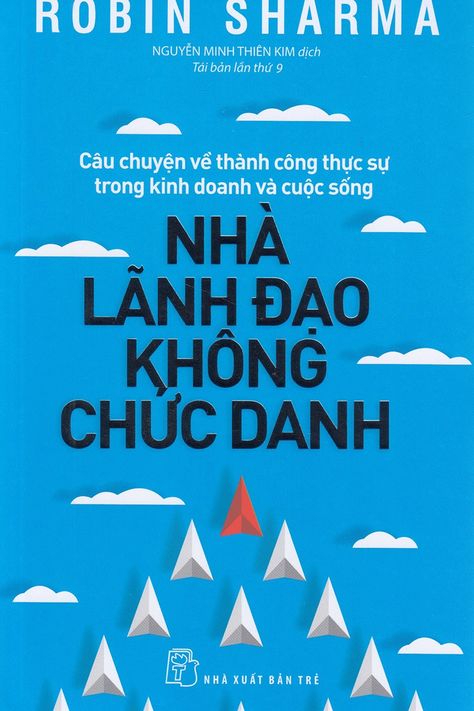 ROBIN SHARMA
NGUYỄN MINH THIÊN KIM dịch
Tái bản lần thứ 9
Câu chuyện về thành công thực sự
trong kinh doanh và cuộc sống
NHÀ
LÃNH ĐẠO
KHÔNG
CHỨC DANH
NHÀ XUẤT BẢN TRẺ